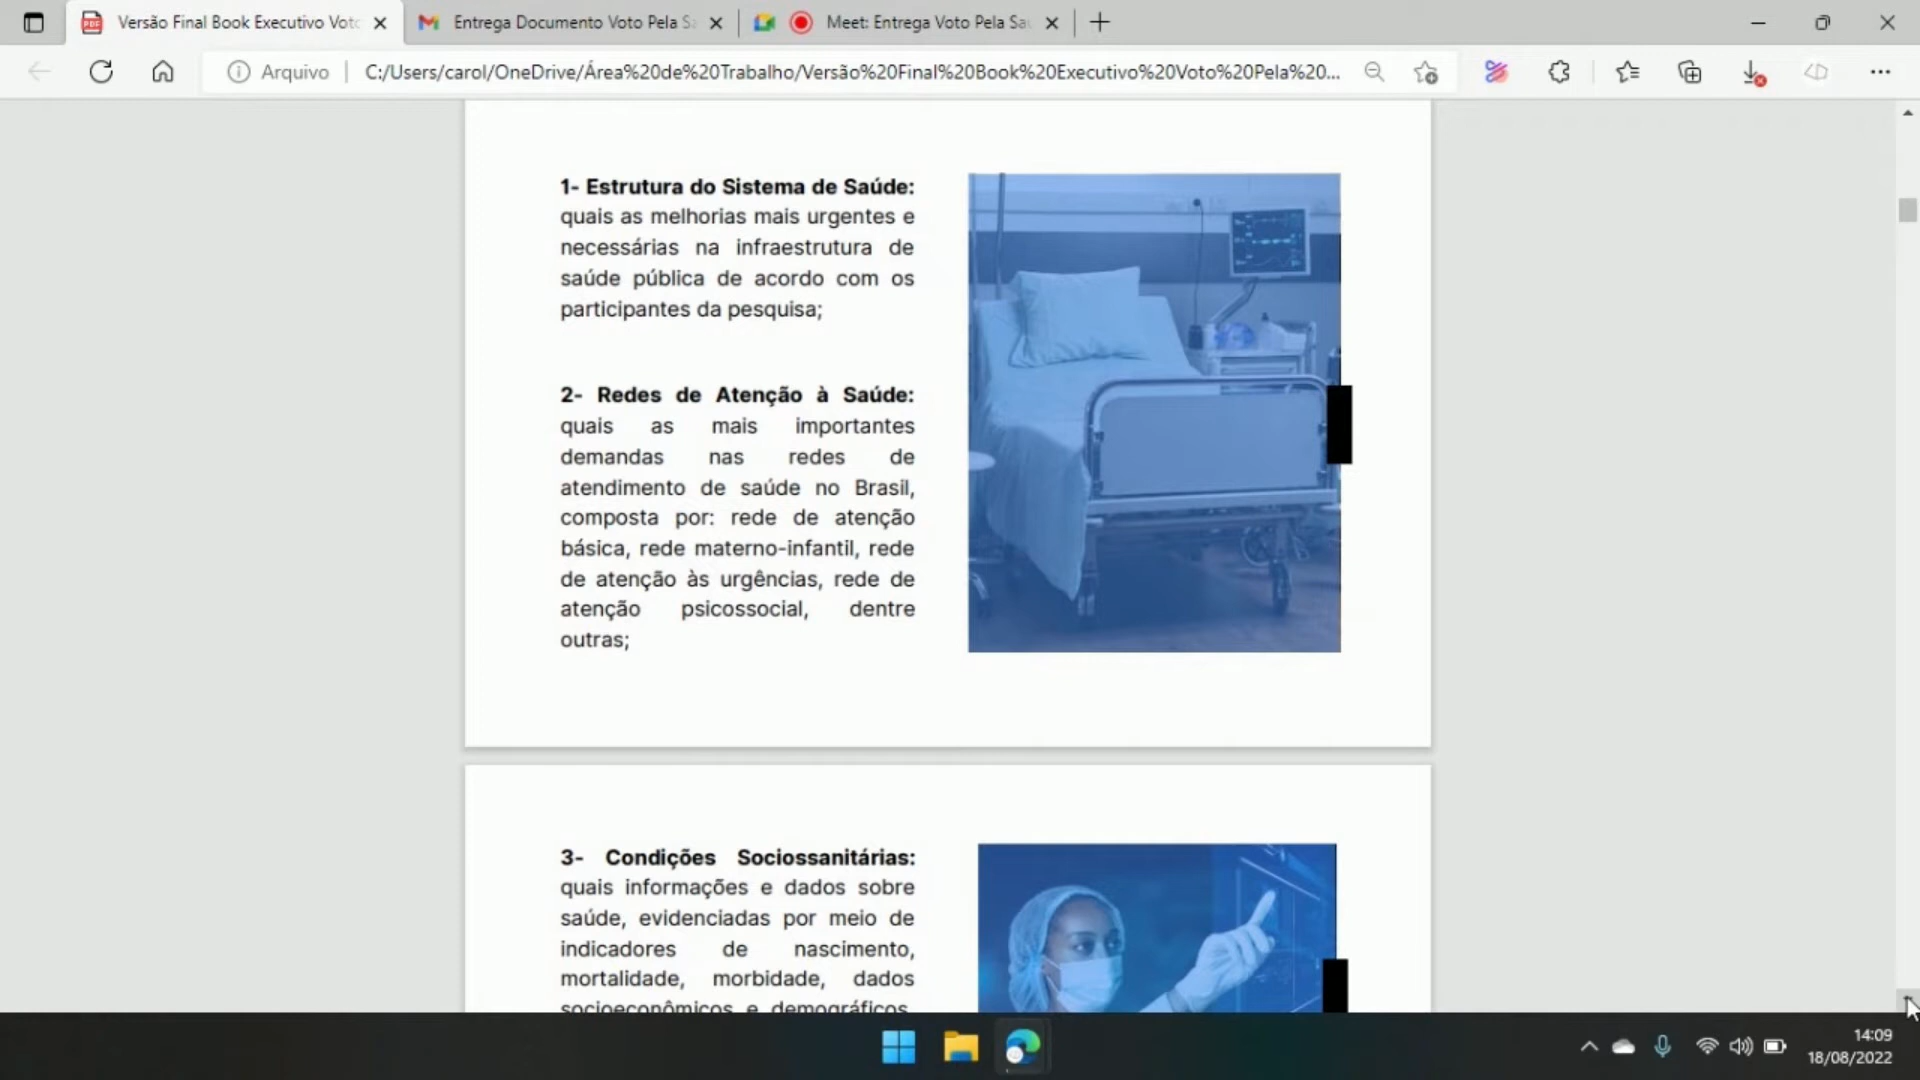 Versão Final Book Executivo Voto
Entrega Documento Voto Pela Sa
Meet: Entrega Voto Pela Sau
Arquivo
C:/Users/carol/OneDrive/Área%20de%20Trabalho/Versão%20Final%20Book%20Executivo%20Voto%20Pela%20...
1- Estrutura do Sistema de Saúde:
quais as melhorias mais urgentes e
necessárias na infraestrutura de
saúde pública de acordo com os
participantes da pesquisa;
2- Redes de Atenção à Saúde:
quais as mais importantes
demandas nas redes de
atendimento de saúde no Brasil,
composta por: rede de atenção
básica, rede materno-infantil, rede
de atenção às urgências, rede de
atenção psicossocial, dentre
outras;
3- Condições Sociossanitárias:
quais informações e dados sobre
saúde, evidenciadas por meio de
indicadores de nascimento,
mortalidade, morbidade, dados
socioeconômicos e demográficos,
14:09
18/08/2022